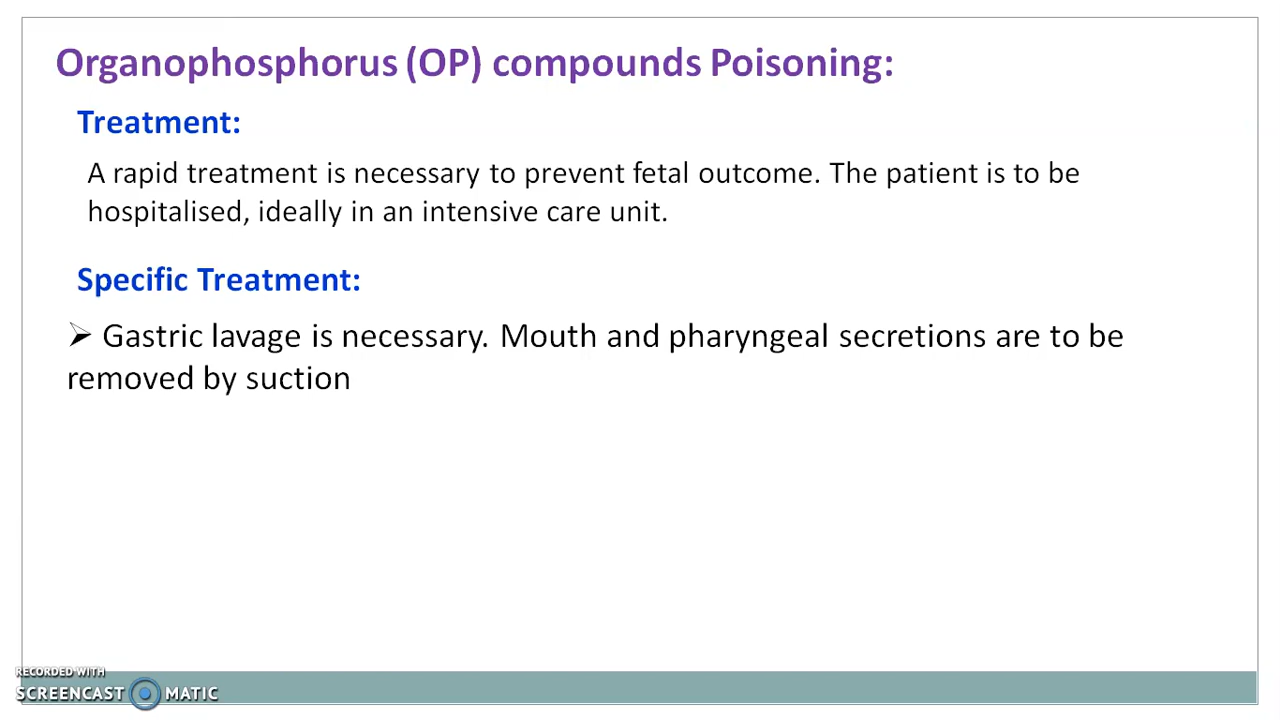 Organophosphorus (OP) compounds Poisoning:
Treatment:
A rapid treatment is necessary to prevent fetal outcome. The patient is to be
hospitalised, ideally in an intensive care unit.
Specific Treatment:
➢ Gastric lavage is necessary. Mouth and pharyngeal secretions are to be
removed by suction
RECORDED WITH
SCREENCAST MATIC